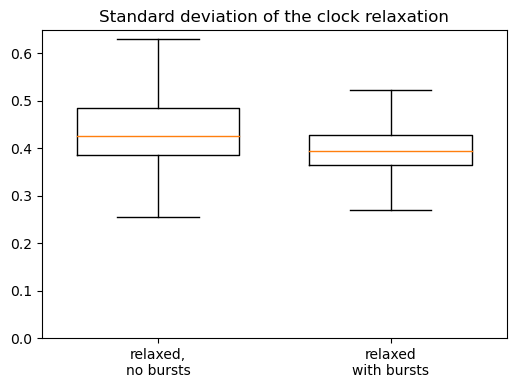 Standard deviation of the clock relaxation
0.6
0.5
0.4
0.3
0.2
0.1
0.0
relaxed,
no bursts
relaxed
with bursts